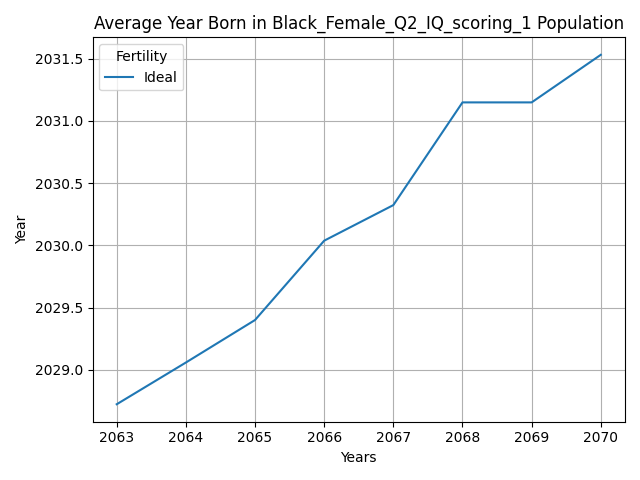 Average Year Born in Black_Female_Q2_IQ_scoring_1 Population
Fertility
Ideal
2031.5
2031.0
2030.5
2030.0
2029.5
2029.0
Year
2063 2064 2065 2066 2067 2068 2069 2070
Years